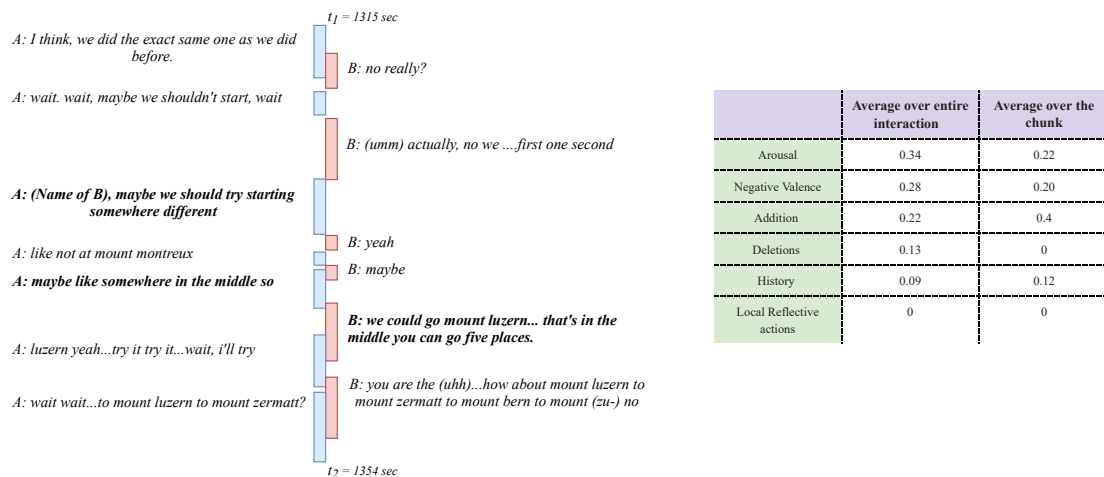 t1 = 1315 sec
A: I think, we did the exact same one as we did
before.
B: no really?
A: wait. wait, maybe we shouldn't start, wait
B: (umm) actually, no we ....first one second
A: (Name of B), maybe we should try starting
somewhere different
B: yeah
A: like not at mount montreux
B: maybe
A: maybe like somewhere in the middle so
B: we could go mount luzern... that's in the
middle you can go five places.
A: luzern yeah...try it try it...wait, i'll try
B: you are the (uhh)...how about mount luzern to
mount zermatt to mount bern to mount (zu-) no
A: wait wait...to mount luzern to mount zermatt?
t2 = 1354 sec
Average over entire
interaction
Average over the
chunk
Arousal 0.34 0.22
Negative Valence 0.28 0.20
Addition 0.22 0.4
Deletions 0.13 0
History 0.09 0.12
Local Reflective
actions
0 0